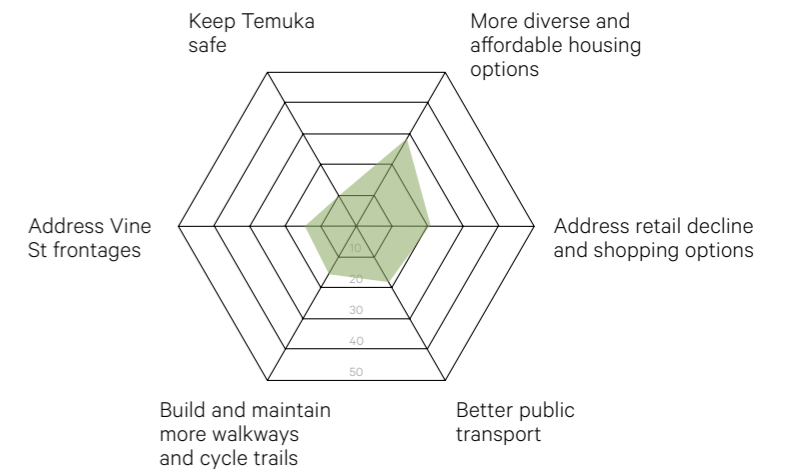 Keep Temuka
safe
More diverse and
affordable housing
options
Address Vine
St frontages
Address retail decline
and shopping options
10
20
30
40
50
Build and maintain
more walkways
and cycle trails
Better public
transport